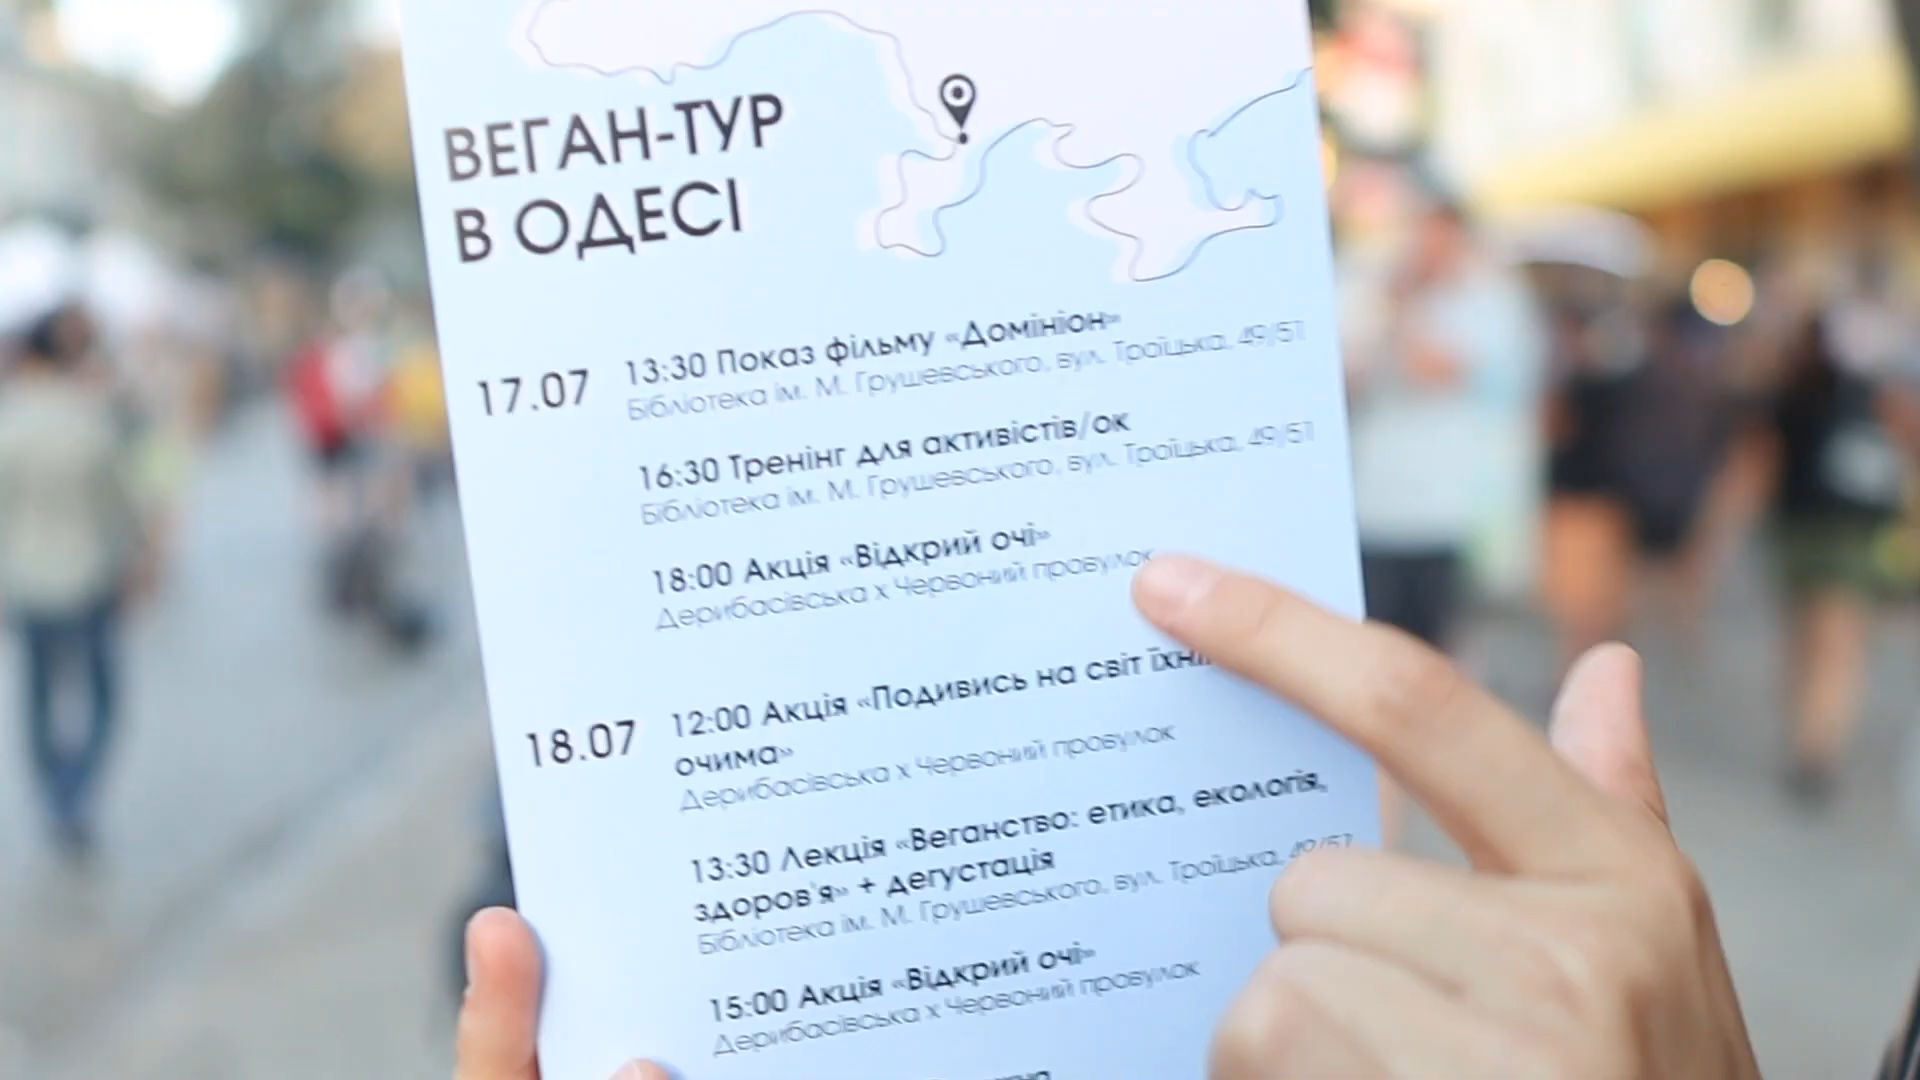 ВЕГАН-ТУР
В ОДЕСІ
17.07
13:30 Показ фільму «Домініон»
Бібліотека ім. М. Грушевського, вул. Троїцька, 49/51
16:30 Тренінг для активістів/ок
Бібліотека ім. М. Грушевського, вул. Троїцька, 49/51
18:00 Акція «Відкрий очі»
Дерибасівська х Червоний провулок
18.07
12:00 Акція «Подивись на світ
очима»
Дерибасівська х Червоний провулок
13:30 Лекція «Веганство: етика, екологія,
здоров'я» + дегустація
Бібліотека ім. М. Грушевського, вул. Троїцька, 49/51
15:00 Акція «Відкрий очі»
Дерибасівська х Червоний провулок